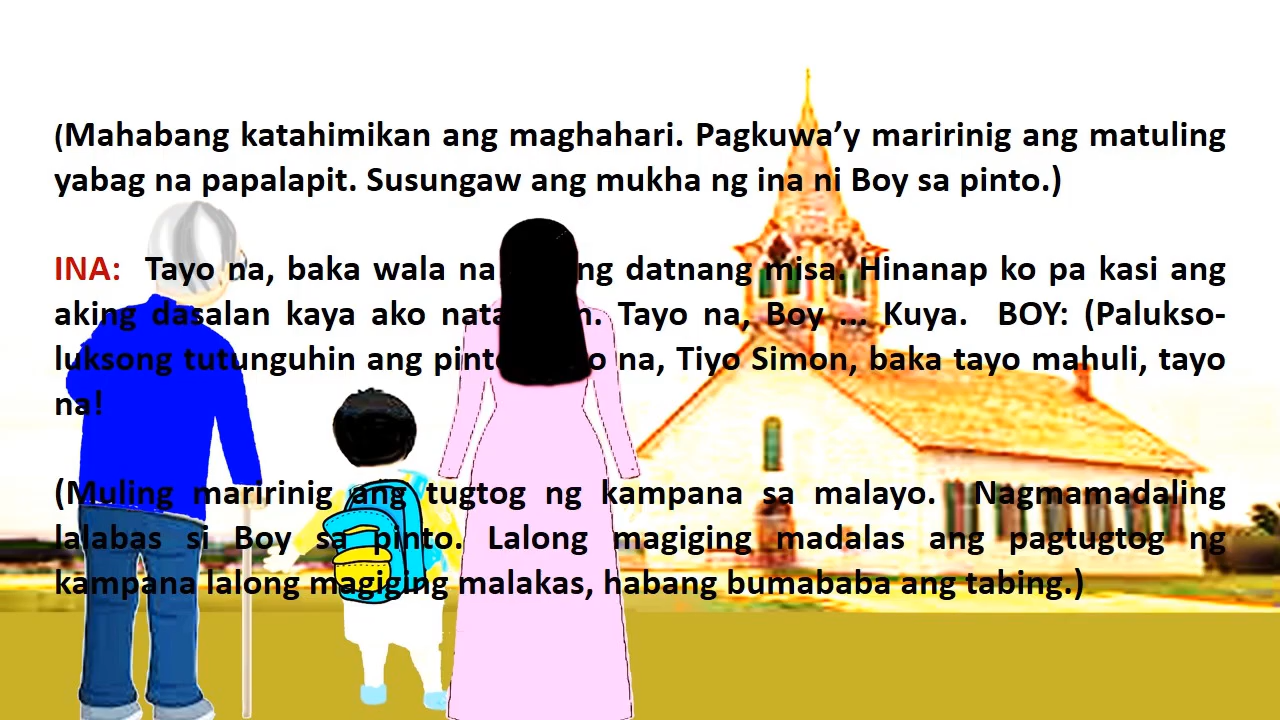 (Mahabang katahimikan ang maghahari. Pagkuwa’y maririnig ang matuling
yabag na papalapit. Susungaw ang mukha ng ina ni Boy sa pinto.)
INA: Tayo na, baka wala na datnang misa. Hinanap ko pa kasi ang
aking dasalan kaya ako Tayo na, Boy ... Kuya. BOY: (Palukso-
luksong tutunguhin ang na, Tiyo Simon, baka tayo mahuli, tayo
na!
(Muling maririnig ang tugtog ng kampana sa malayo. Nagmamadaling
lalabas si Boy sa pinto. Lalong magiging madalas ang pagtugtog ng
kampana lalong magiging malakas, habang bumababa ang tabing.)